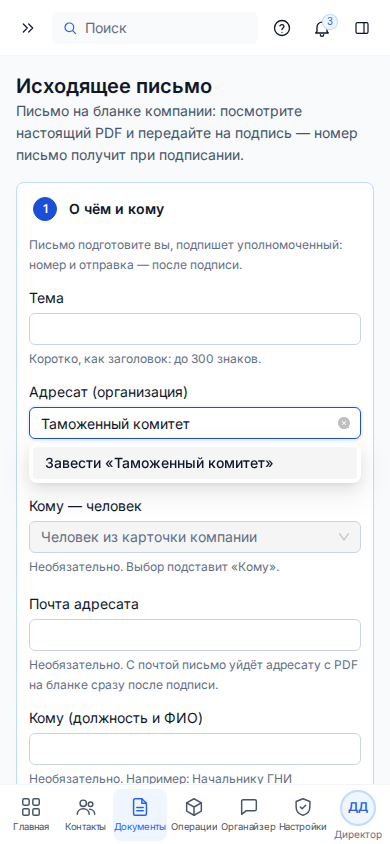 Поиск
3
Исходящее письмо
Письмо на бланке компании: посмотрите
настоящий PDF и передайте на подпись — номер
письмо получит при подписании.
1
О чём и кому
Письмо подготовите вы, подпишет уполномоченный:
номер и отправка — после подписи.
Тема
Коротко, как заголовок: до 300 знаков.
Адресат (организация)
Таможенный комитет
Завести «Таможенный комитет»
Кому — человек
Человек из карточки компании
Необязательно. Выбор подставит «Кому».
Почта адресата
Необязательно. С почтой письмо уйдёт адресату с PDF
на бланке сразу после подписи.
Кому (должность и ФИО)
Необязательно. Например: Начальнику ГНИ
Главная
Контакты
Документы
Операции
Органайзер
Настройки
ДД
Директор